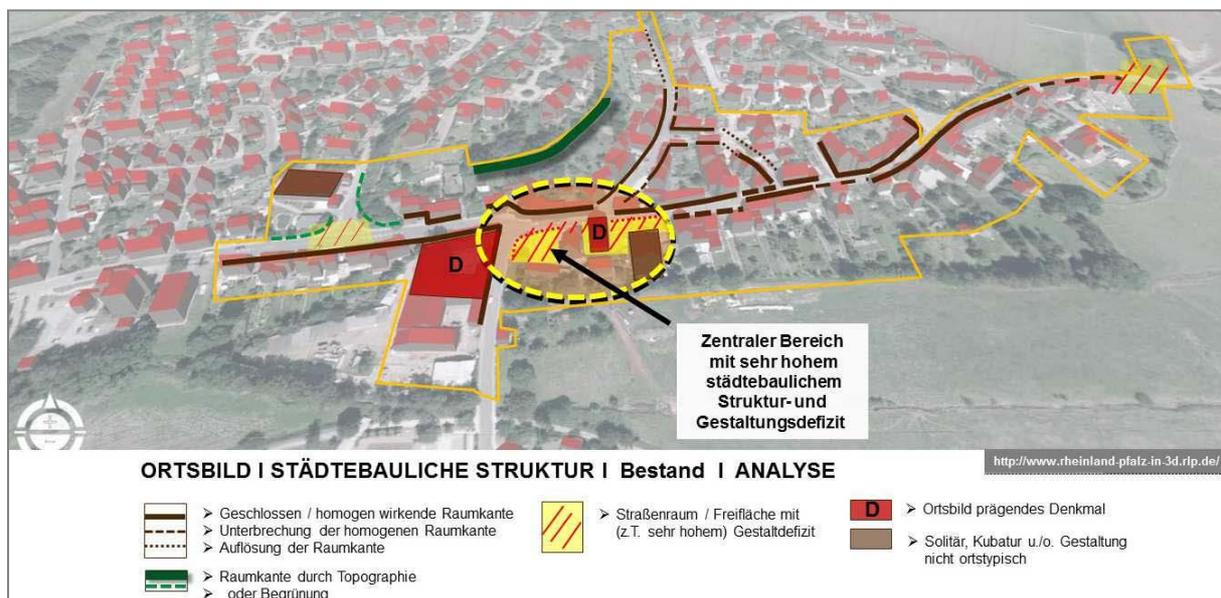 D
D
Zentraler Bereich
mit sehr hohem
städtebaulichem
Struktur- und
Gestaltungsdefizit
ORTSBILD I STÄDTEBAULICHE STRUKTUR I Bestand I ANALYSE
http://www.rheinland-pfalz-in-3d.rlp.de/
➢ Geschlossen / homogen wirkende Raumkante
➢ Unterbrechung der homogenen Raumkante
➢ Auflösung der Raumkante
➢ Raumkante durch Topographie
➢ oder Begrünung
➢ Straßenraum / Freifläche mit
(z.T. sehr hohem) Gestaltdefizit
D ➢ Ortsbild prägendes Denkmal
➢ Solitär, Kubatur u./o. Gestaltung
nicht ortstypisch